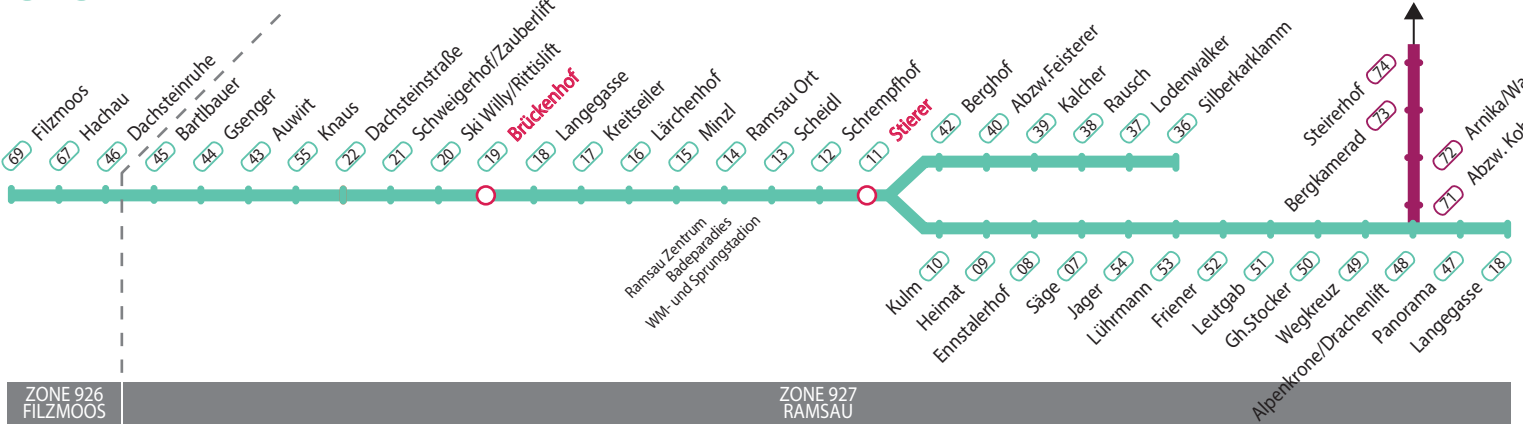 69 Filzmoos
67 Hachau
46 Dachsteinruhe
45 Bartlbauer
44 Gsenger
43 Auwirt
55 Knaus
22 Dachsteinstraße
21 Schweigerhof/Zauberlift
20 Ski Willy/Rittislift
19 Brückenhof
18 Langegasse
17 Kreitseiler
16 Lärchenhof
15 Minzl
14 Ramsau Ort
13 Scheidl
12 Schrempfhof
11 Stierer
42 Berghof
40 Abzw.Feisterer
39 Kalcher
38 Rausch
37 Lodenwalker
36 Silberkarklamm
Steirerhof 74
Bergkamerad 73
72 Arnika/Wa
71 Abzw. Kob
Ramsau Zentrum
Badeparadies
WM- und Sprungstadion
Kulm 10
Heimat 09
Ennstalerhof 08
Säge 07
Jager 54
Lührmann 53
Friener 52
Leutgab 51
Gh.Stocker 50
Wegkreuz 49
Alpenkrone/Drachenlift 48
Panorama 47
Langegasse 18
ZONE 926
FILZMOOS
ZONE 927
RAMSAU